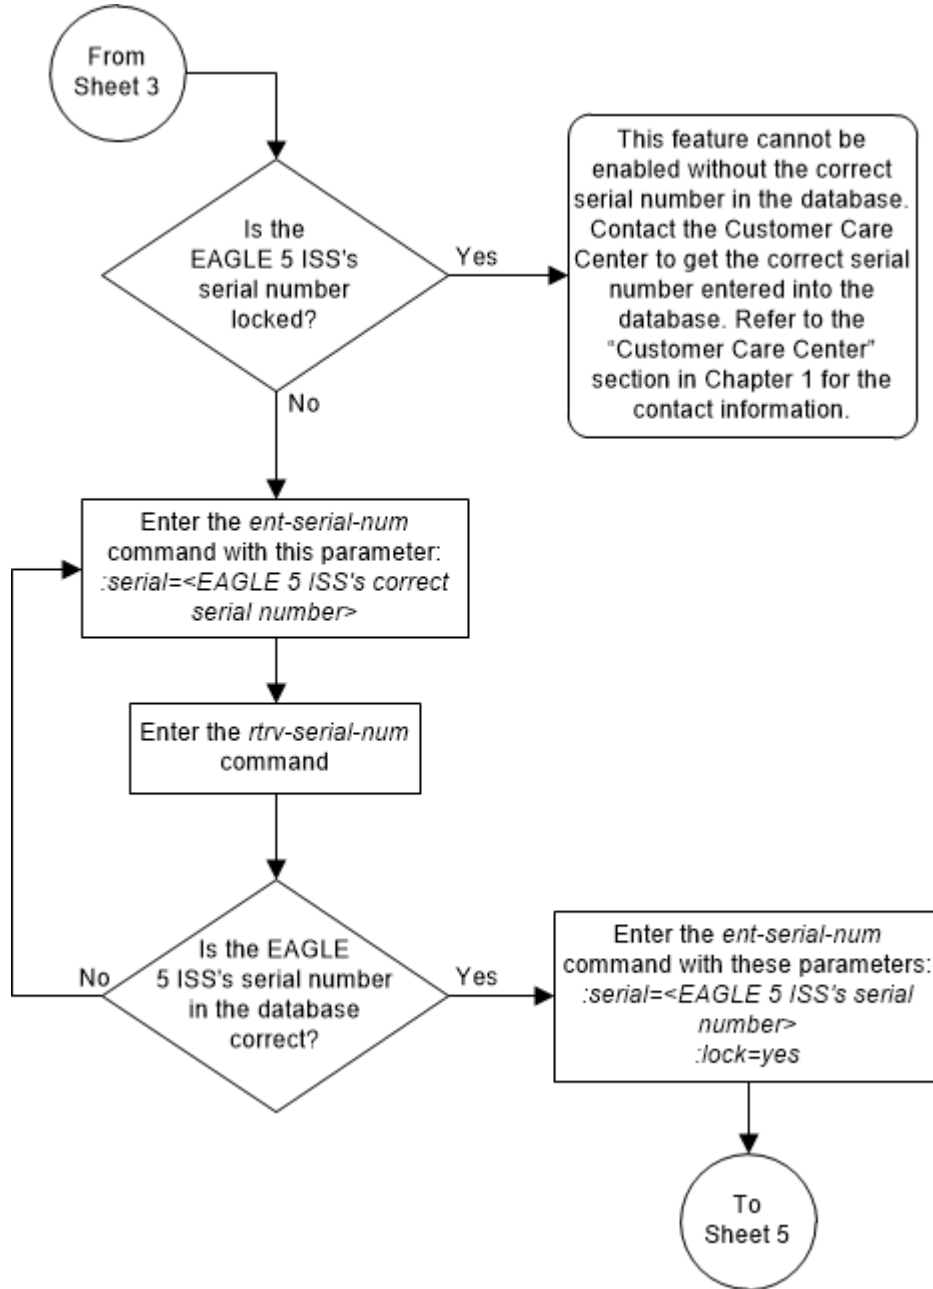 From
Sheet 3
Is the
EAGLE 5 ISS's
serial number
locked?
Yes
No
This feature cannot be
enabled without the correct
serial number in the database.
Contact the Customer Care
Center to get the correct serial
number entered into the
database. Refer to the
“Customer Care Center”
section in Chapter 1 for the
contact information.
Enter the ent-serial-num
command with this parameter:
:serial=<EAGLE 5 ISS's correct
serial number>
Enter the rtrv-serial-num
command
Is the EAGLE
5 ISS's serial number
in the database
correct?
No
Yes
Enter the ent-serial-num
command with these parameters:
:serial=<EAGLE 5 ISS's serial
number>
:lock=yes
To
Sheet 5